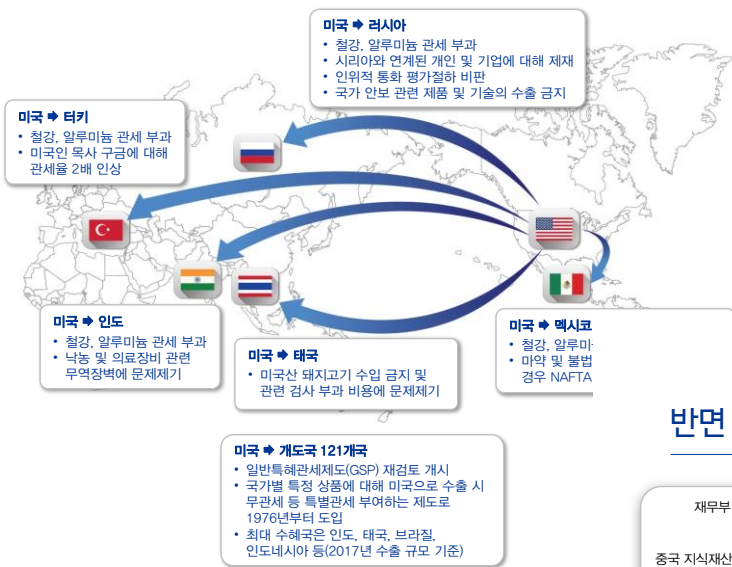 미국 ➡ 러시아
• 철강, 알루미늄 관세 부과
• 시리아와 연계된 개인 및 기업에 대해 제재
• 인위적 통화 평가절하 비판
• 국가 안보 관련 제품 및 기술의 수출 금지
미국 ➡ 터키
• 철강, 알루미늄 관세 부과
• 미국인 목사 구금에 대해
관세율 2배 인상
미국 ➡ 인도
• 철강, 알루미늄 관세 부과
• 낙농 및 의료장비 관련
무역장벽에 문제제기
미국 ➡ 태국
• 미국산 돼지고기 수입 금지 및
관련 검사 부과 비용에 문제제기
미국 ➡ 멕시코
• 철강, 알루미
• 마약 및 불법
경우 NAFTA
미국 ➡ 개도국 121개국
• 일반특혜관세제도(GSP) 재검토 개시
• 국가별 특정 상품에 대해 미국으로 수출 시
무관세 등 특별관세 부여하는 제도로
1976년부터 도입
• 최대 수혜국은 인도, 태국, 브라질,
인도네시아 등(2017년 수출 규모 기준)
반면
재무부
중국 지식재산